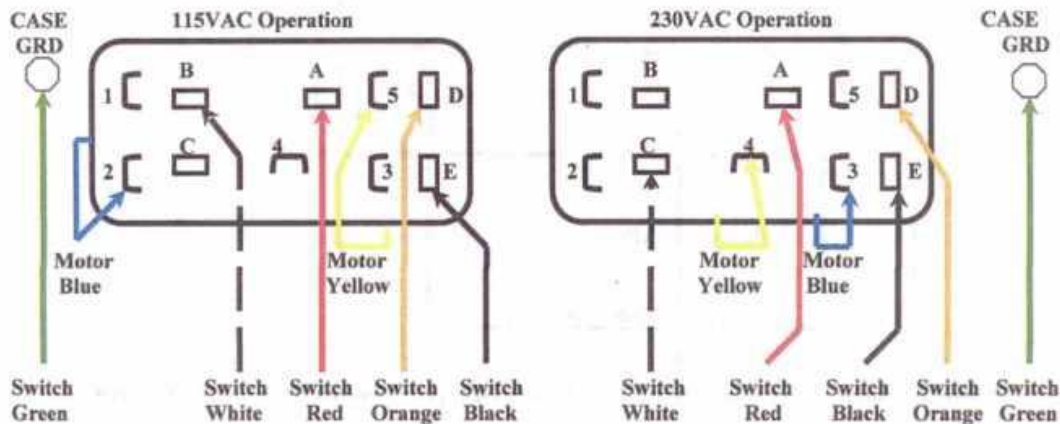 CASE
GRD
115VAC Operation
1
B
A
5
D
2
C
4
3
E
Motor
Blue
Motor
Yellow
Switch
Green
Switch
White
Switch
Red
Switch
Orange
Switch
Black
230VAC Operation
CASE
GRD
1
B
A
5
D
2
C
4
3
E
Motor
Yellow
Motor
Blue
Switch
White
Switch
Red
Switch
Black
Switch
Orange
Switch
Green